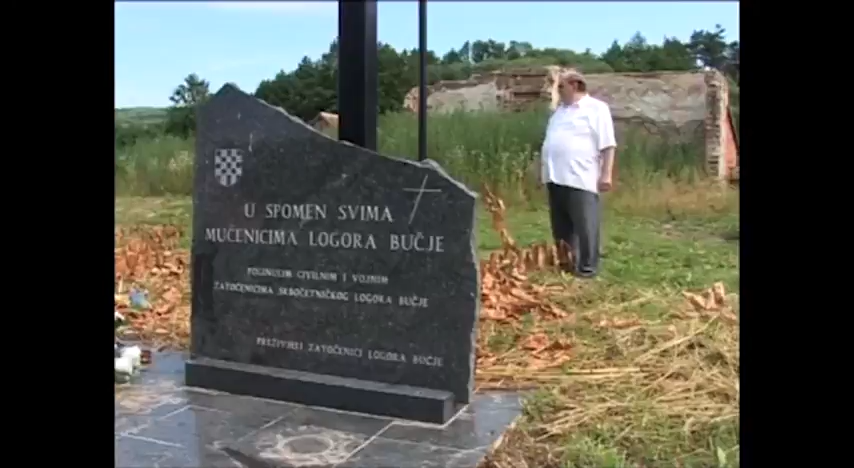 U SPOMEN SVIMA
MUČENICIMA LOGORA BUČJE
POGINULIM CIVILNIM I VOJNIM
ZATOČENICIMA SRBOČETNIČKOG LOGORA BUČJE
PREŽIVJELI ZATOČENICI LOGORA BUČJE